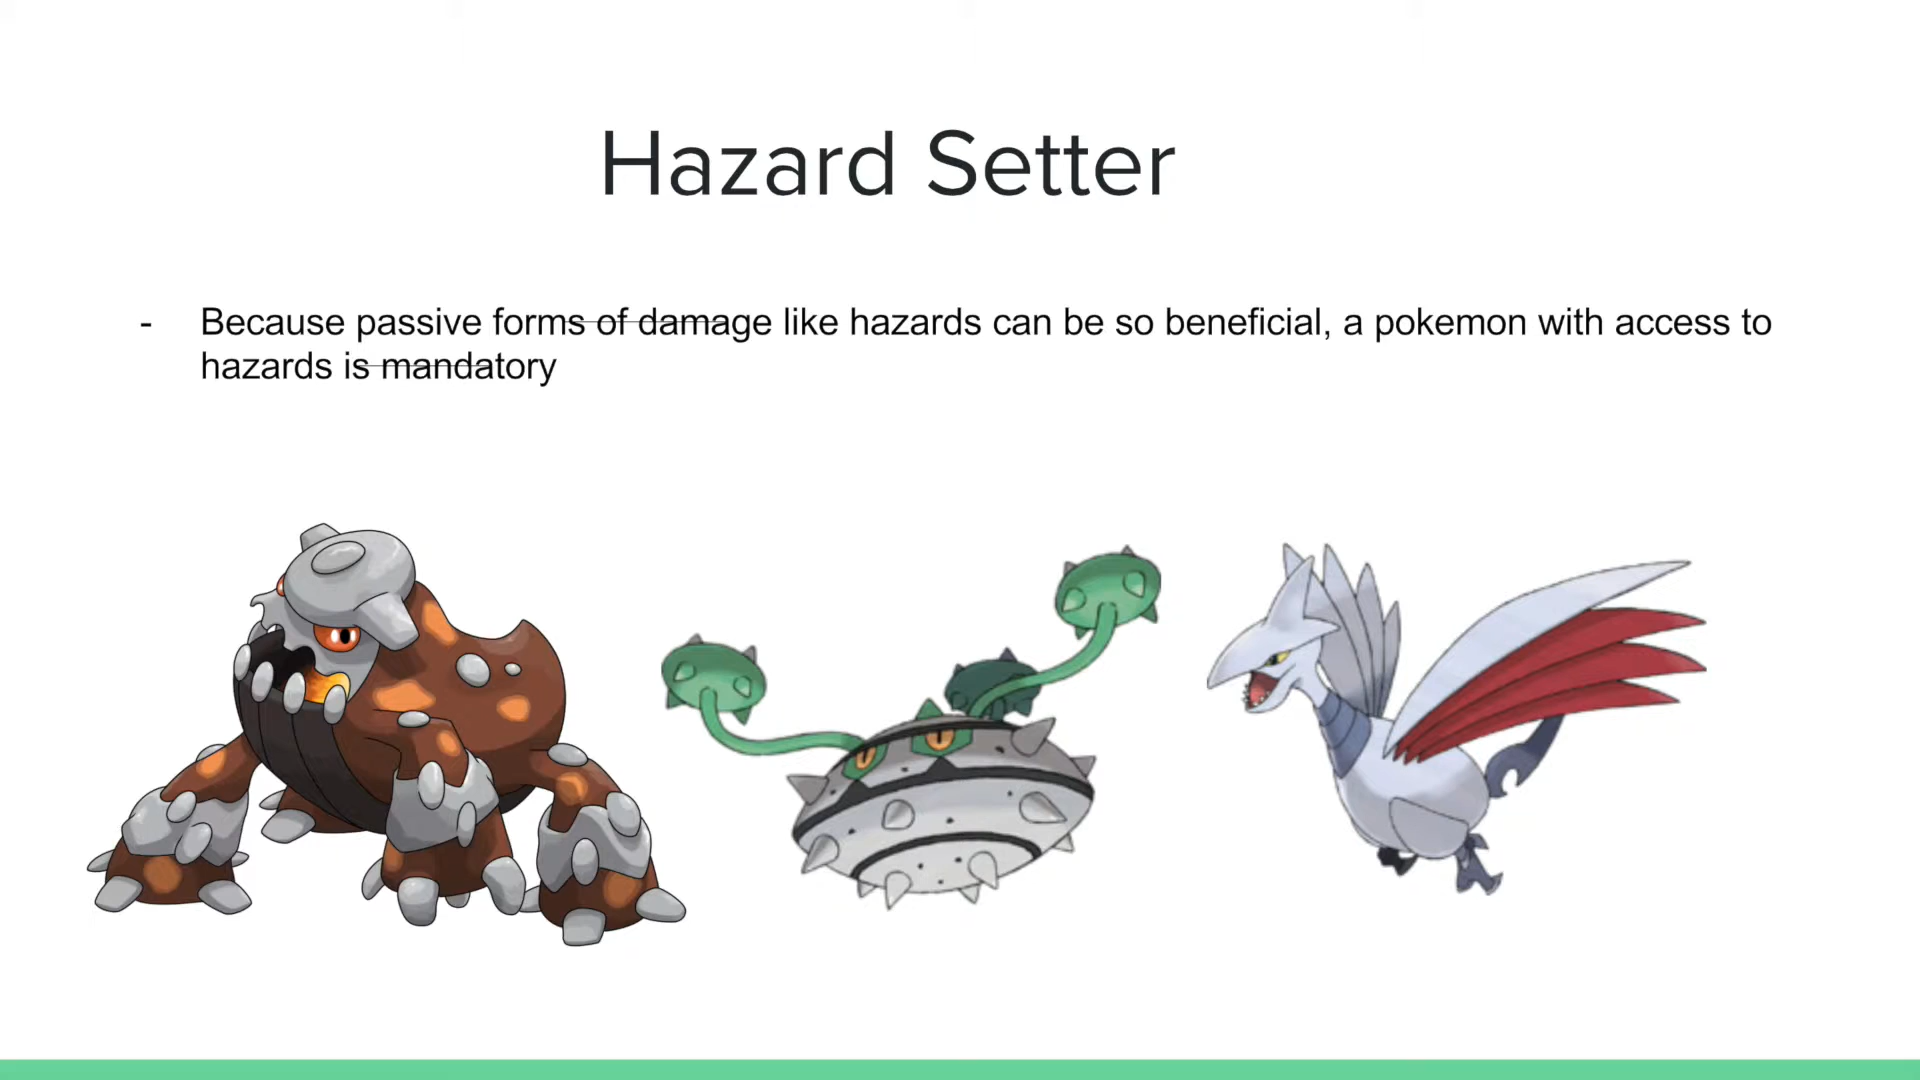 Hazard Setter
- Because passive forms of damage like hazards can be so beneficial, a pokemon with access to
hazards is mandatory